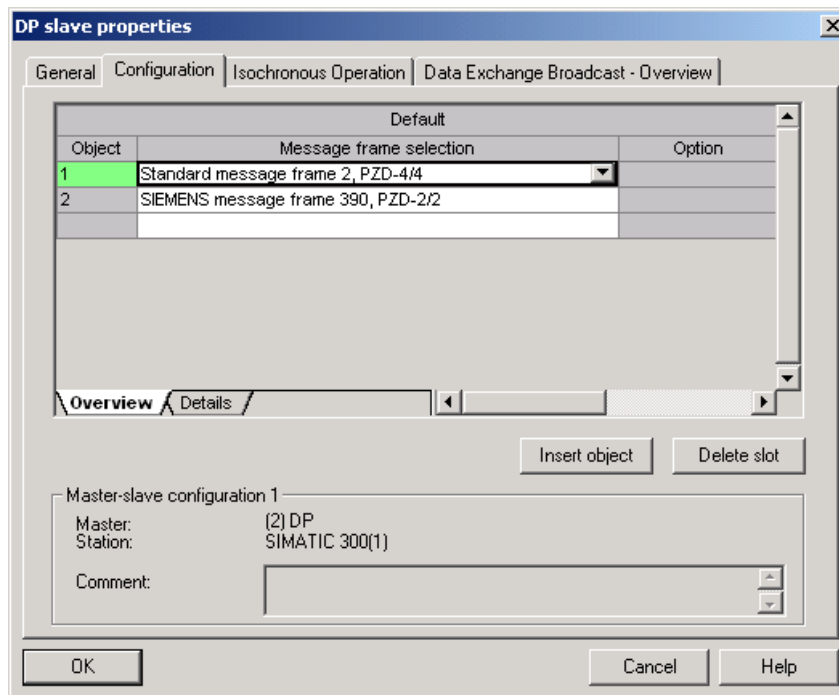 DP slave properties
General Configuration Isochronous Operation Data Exchange Broadcast - Overview
Default
Object Message frame selection Option
1 Standard message frame 2, PZD-4/4
2 SIEMENS message frame 390, PZD-2/2
Overview Details
Insert object Delete slot
Master-slave configuration 1
Master: (2) DP
Station: SIMATIC 300(1)
Comment:
OK Cancel Help